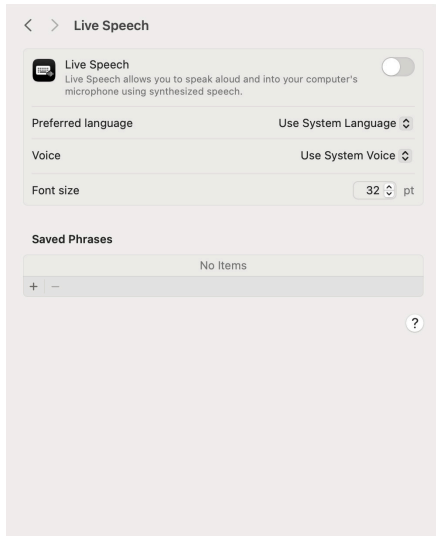 Live Speech
Live Speech
Live Speech allows you to speak aloud and into your computer's
microphone using synthesized speech.
Preferred language Use System Language
Voice Use System Voice
Font size 32 pt
Saved Phrases
No Items
+ −
?